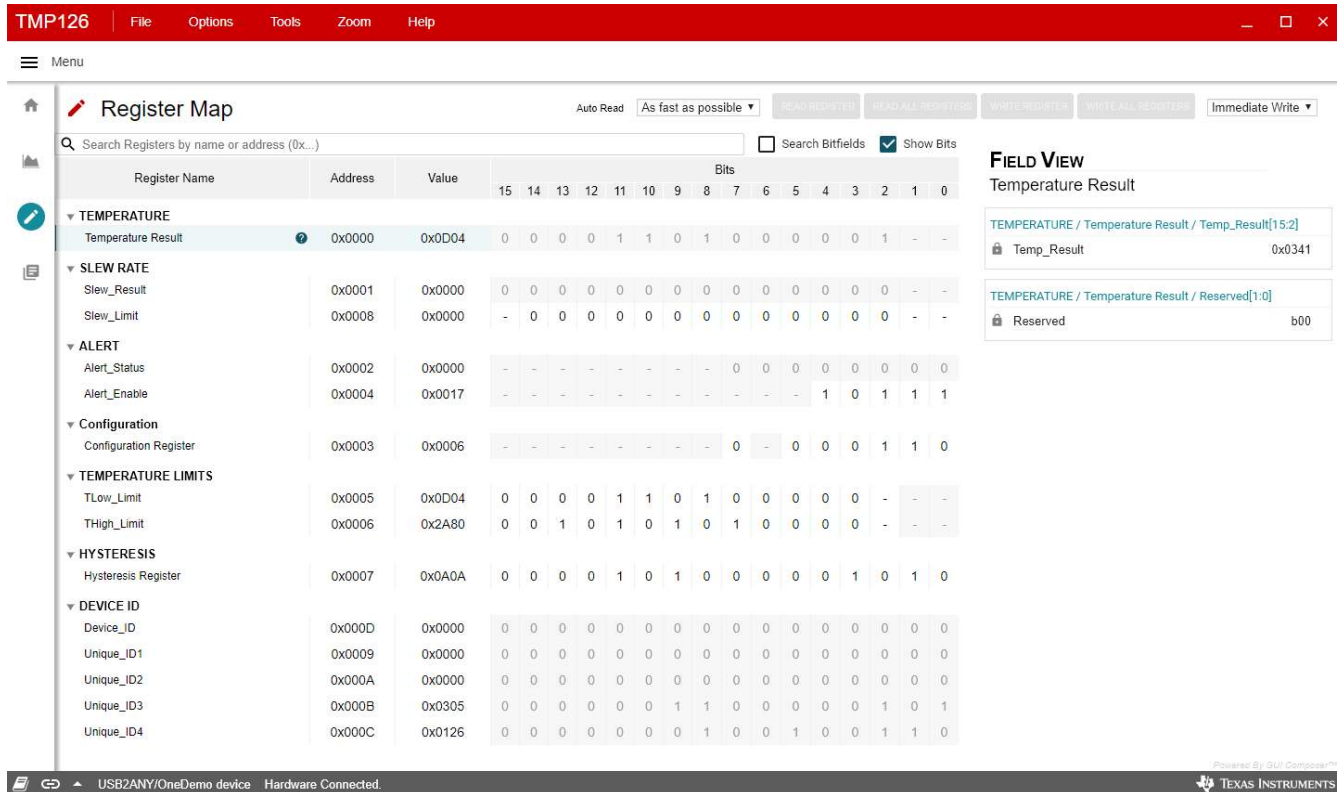 TMP126 File Options Tools Zoom Help
Menu
Register Map Auto Read As fast as possible READ REGISTER READ ALL REGISTERS WRITE REGISTER WRITE ALL REGISTERS Immediate Write
Search Registers by name or address (0x...) Search Bitfields Show Bits
Register Name Address Value Bits
15 14 13 12 11 10 9 8 7 6 5 4 3 2 1 0
TEMPERATURE
Temperature Result ? 0x0000 0x0D04 0 0 0 0 1 1 0 1 0 0 0 0 0 1 - -
SLEW RATE
Slew_Result 0x0001 0x0000 0 0 0 0 0 0 0 0 0 0 0 0 0 0 - -
Slew_Limit 0x0008 0x0000 - 0 0 0 0 0 0 0 0 0 0 0 0 0 - -
ALERT
Alert_Status 0x0002 0x0000 - - - - - - - - 0 0 0 0 0 0 0 0
Alert_Enable 0x0004 0x0017 - - - - - - - - - - - 1 0 1 1 1
Configuration
Configuration Register 0x0003 0x0006 - - - - - - - - 0 - 0 0 0 1 1 0
TEMPERATURE LIMITS
TLow_Limit 0x0005 0x0D04 0 0 0 0 1 1 0 1 0 0 0 0 0 - - -
THigh_Limit 0x0006 0x2A80 0 0 1 0 1 0 1 0 1 0 0 0 0 - - -
HYSTERESIS
Hysteresis Register 0x0007 0x0A0A 0 0 0 0 1 0 1 0 0 0 0 0 1 0 1 0
DEVICE ID
Device_ID 0x000D 0x0000 0 0 0 0 0 0 0 0 0 0 0 0 0 0 0 0
Unique_ID1 0x0009 0x0000 0 0 0 0 0 0 0 0 0 0 0 0 0 0 0 0
Unique_ID2 0x000A 0x0000 0 0 0 0 0 0 0 0 0 0 0 0 0 0 0 0
Unique_ID3 0x000B 0x0305 0 0 0 0 0 0 1 1 0 0 0 0 0 1 0 1
Unique_ID4 0x000C 0x0126 0 0 0 0 0 0 0 1 0 0 1 0 0 1 1 0
FIELD VIEW
Temperature Result
TEMPERATURE / Temperature Result / Temp_Result[15:2]
Temp_Result 0x0341
TEMPERATURE / Temperature Result / Reserved[1:0]
Reserved b00
Powered By GUI Composer™
USB2ANY/OneDemo device Hardware Connected. TEXAS INSTRUMENTS